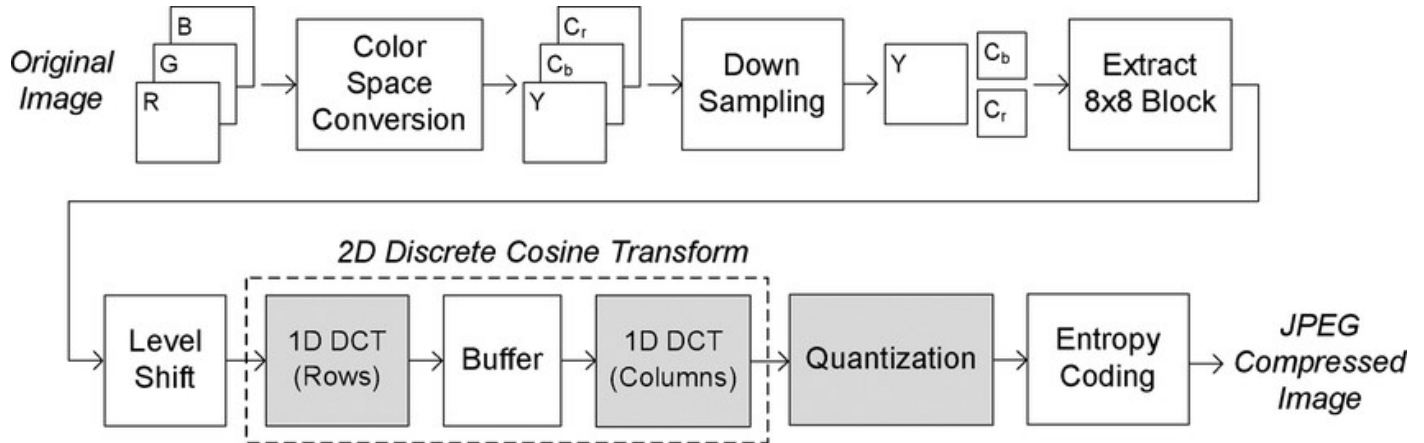 Original
Image
B
G
R
Color
Space
Conversion
Cr
Cb
Y
Down
Sampling
Y
Cb
Cr
Extract
8x8 Block
2D Discrete Cosine Transform
Level
Shift
1D DCT
(Rows)
Buffer
1D DCT
(Columns)
Quantization
Entropy
Coding
JPEG
Compressed
Image